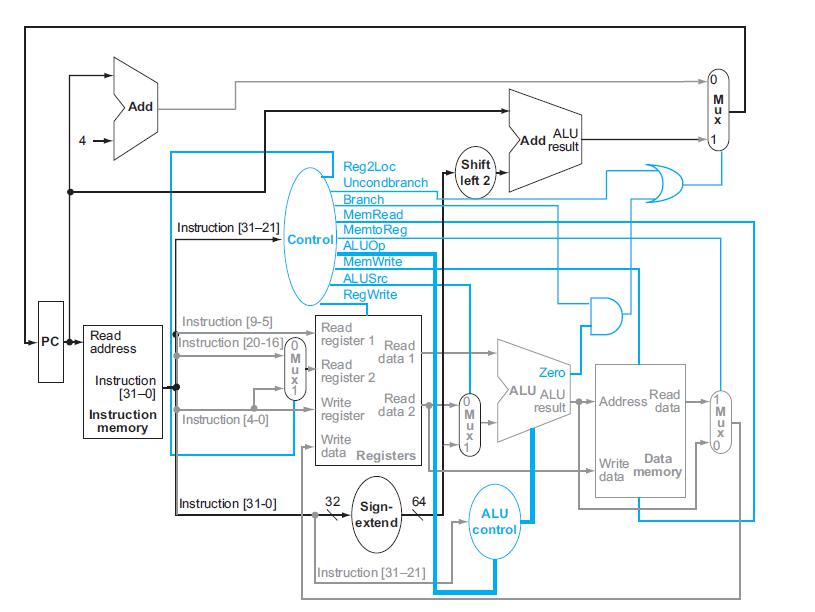 Add
4
Add ALU
result
Shift
left 2
0
M
u
x
1
Reg2Loc
Uncondbranch
Branch
MemRead
MemtoReg
ALUOp
MemWrite
ALUSrc
RegWrite
Control
Instruction [31–21]
PC
Read
address
Instruction
[31–0]
Instruction
memory
Instruction [9-5]
Instruction [20-16]
Instruction [4-0]
0
M
u
x
1
Read
register 1
Read
register 2
Write
register
Write
data
Read
data 1
Read
data 2
Registers
0
M
u
x
1
Zero
ALU ALU
result
Address
Read
data
Write
data
Data
memory
1
M
u
x
0
Instruction [31-0]
32
Sign-
extend
64
ALU
control
Instruction [31–21]